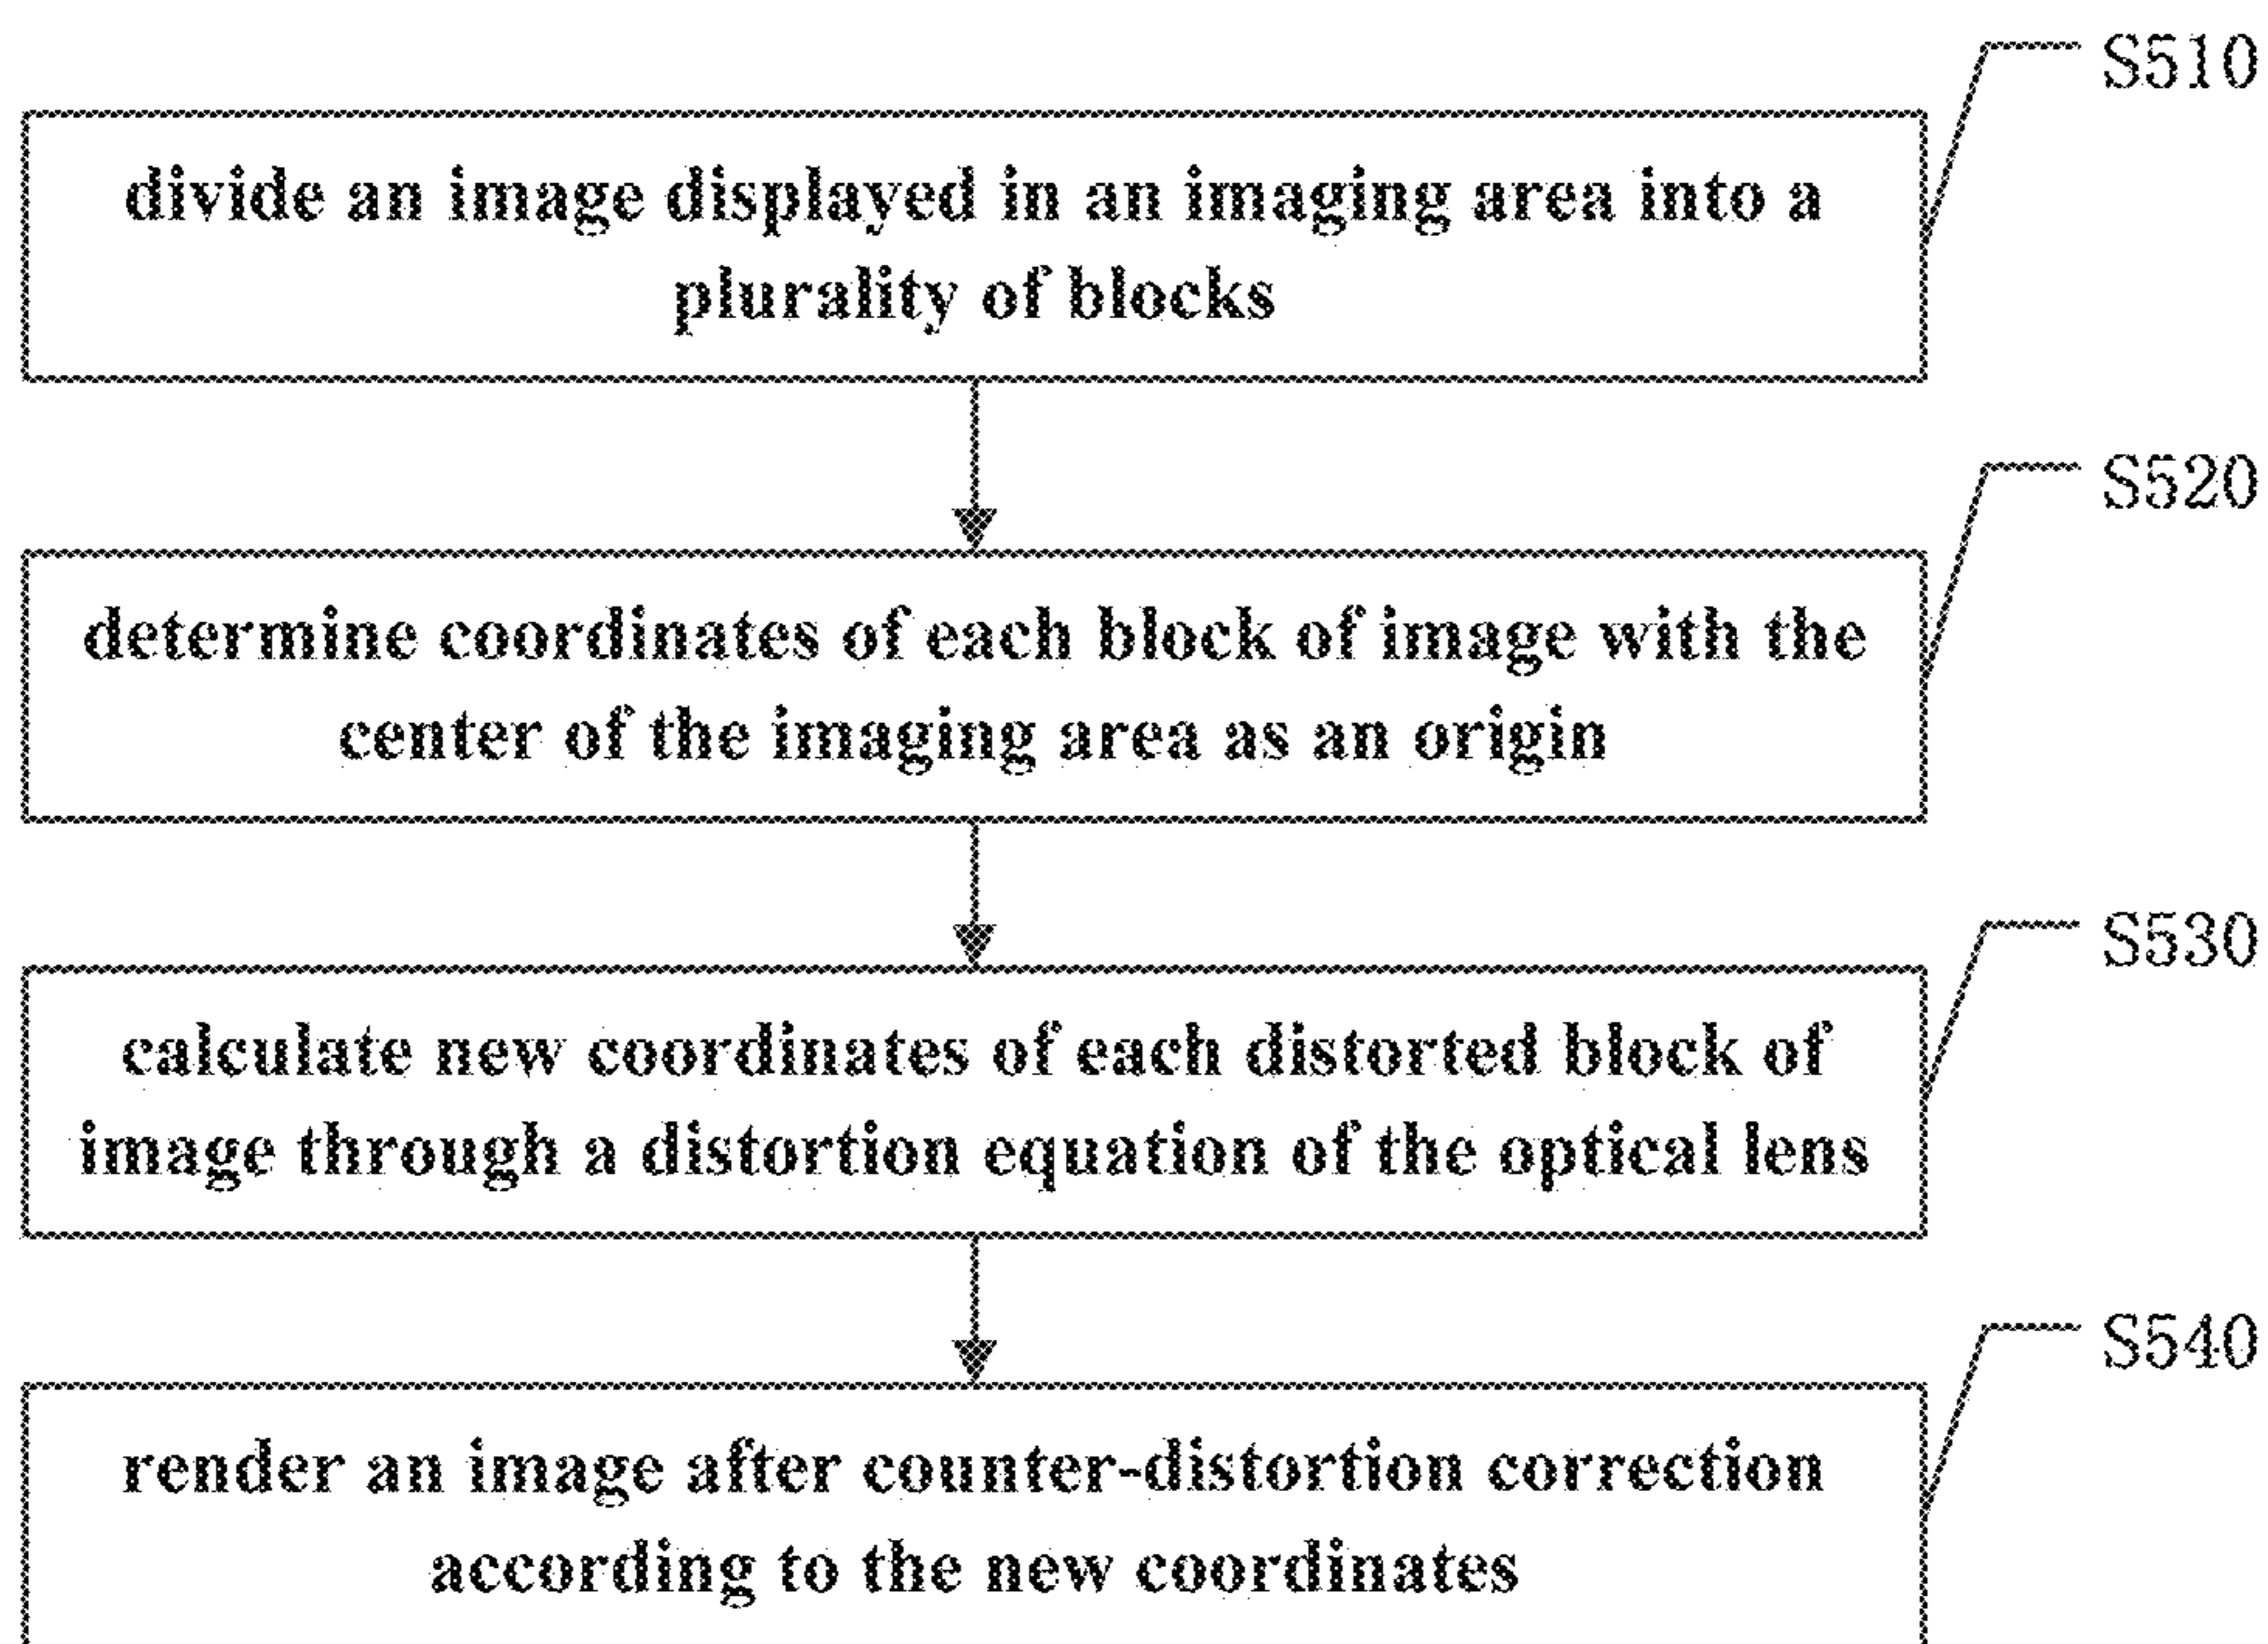 S510
divide an image displayed in an imaging area into a
plurality of blocks
S520
determine coordinates of each block of image with the
center of the imaging area as an origin
S530
calculate new coordinates of each distorted block of
image through a distortion equation of the optical lens
S540
render an image after counter-distortion correction
according to the new coordinates